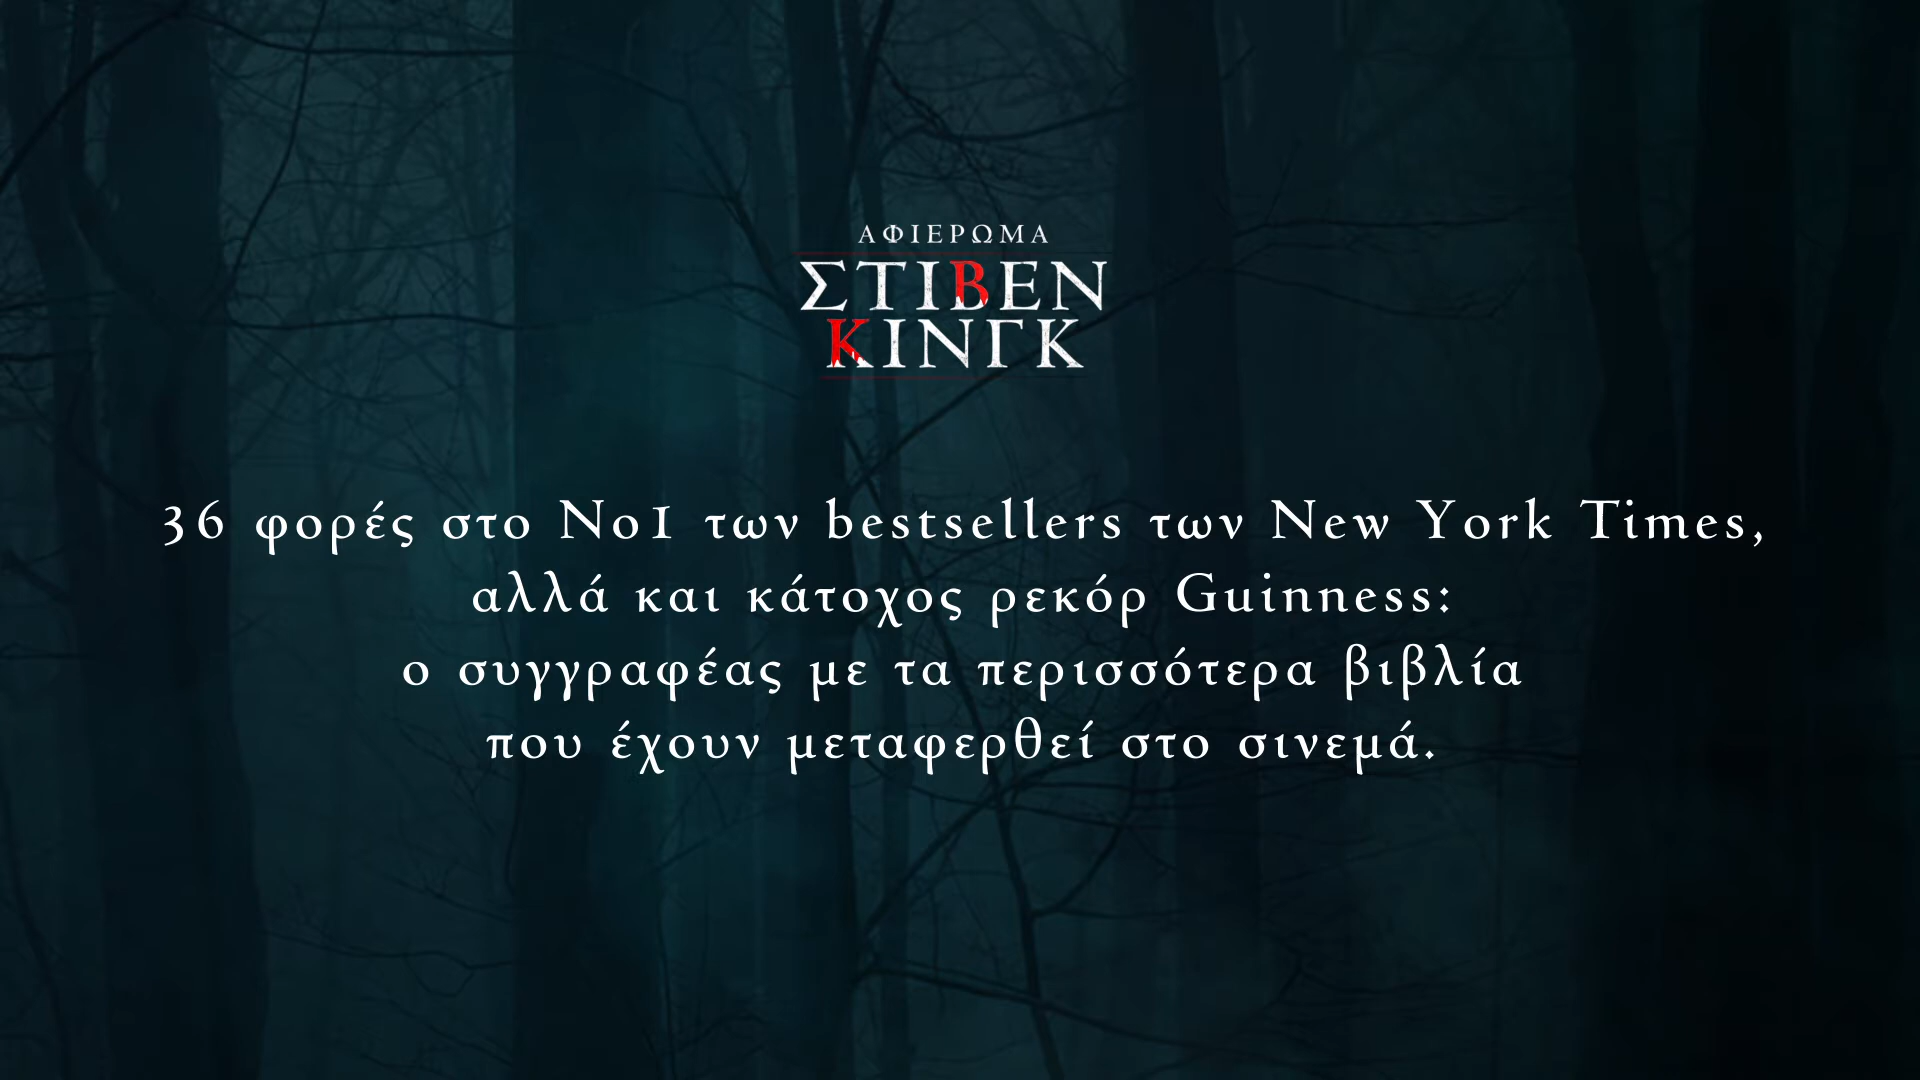 ΑΦΙΕΡΩΜΑ
ΣΤΙΒΕΝ
ΚΙΝΓΚ
36 φορές στο Νο1 των bestsellers των New York Times,
αλλά και κάτοχος ρεκόρ Guinness:
ο συγγραφέας με τα περισσότερα βιβλία
που έχουν μεταφερθεί στο σινεμά.